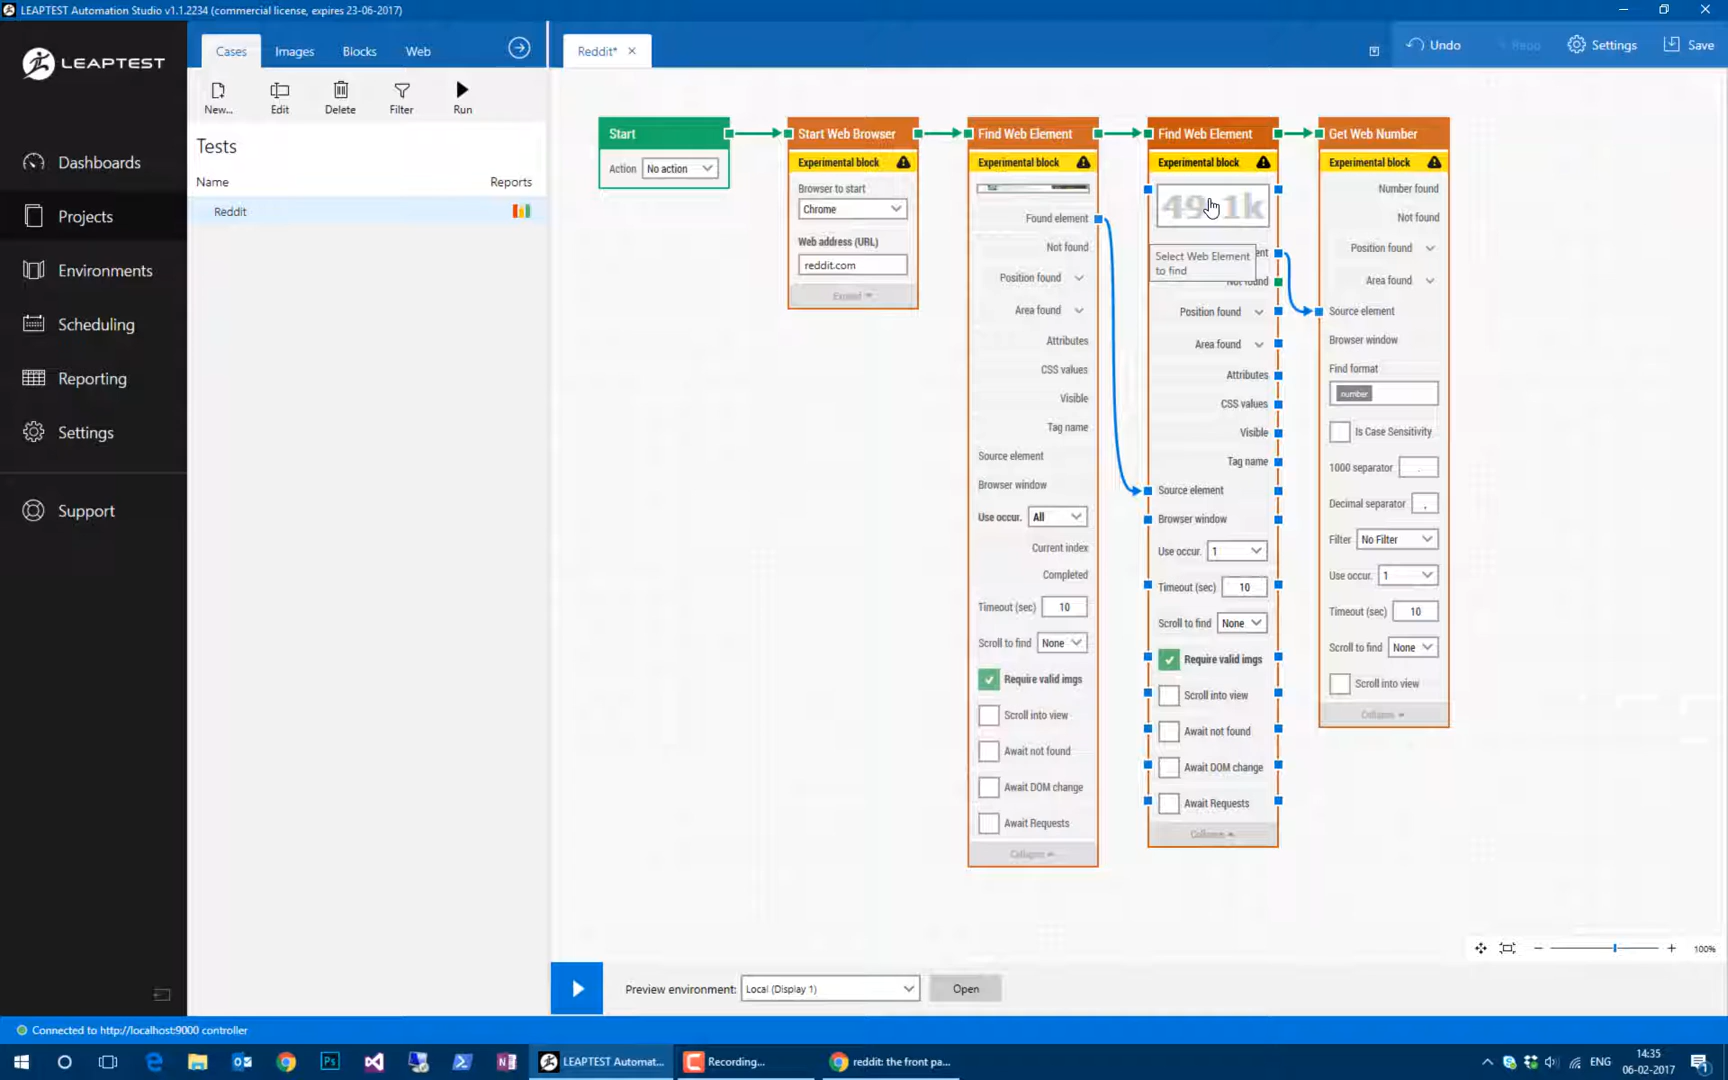 LEAPTEST Automation Studio v1.1.2234 (commercial license, expires 23-06-2017)
LEAPTEST
Dashboards
Projects
Environments
Scheduling
Reporting
Settings
Support
Cases Images Blocks Web
New... Edit Delete Filter Run
Tests
Name Reports
Reddit
Reddit*
Undo Redo Settings Save
Start
Action No action
Start Web Browser
Experimental block
Browser to start
Chrome
Web address (URL)
reddit.com
Expand
Find Web Element
Experimental block
Found element
Not found
Position found
Area found
Attributes
CSS values
Visible
Tag name
Source element
Browser window
Use occur. All
Current index
Completed
Timeout (sec) 10
Scroll to find None
Require valid imgs
Scroll into view
Await not found
Await DOM change
Await Requests
Collapse
Find Web Element
Experimental block
Select Web Element
to find
Position found
Area found
Attributes
CSS values
Visible
Tag name
Source element
Browser window
Use occur. 1
Timeout (sec) 10
Scroll to find None
Require valid imgs
Scroll into view
Await not found
Await DOM change
Await Requests
Collapse
Get Web Number
Experimental block
Number found
Not found
Position found
Area found
Source element
Browser window
Find format
number
Is Case Sensitivity
1000 separator .
Decimal separator ,
Filter No Filter
Use occur. 1
Timeout (sec) 10
Scroll to find None
Scroll into view
Collapse
100%
Preview environment: Local (Display 1) Open
Connected to http://localhost:9000 controller
LEAPTEST Automat...
Recording...
reddit: the front pa...
ENG
14:35
06-02-2017